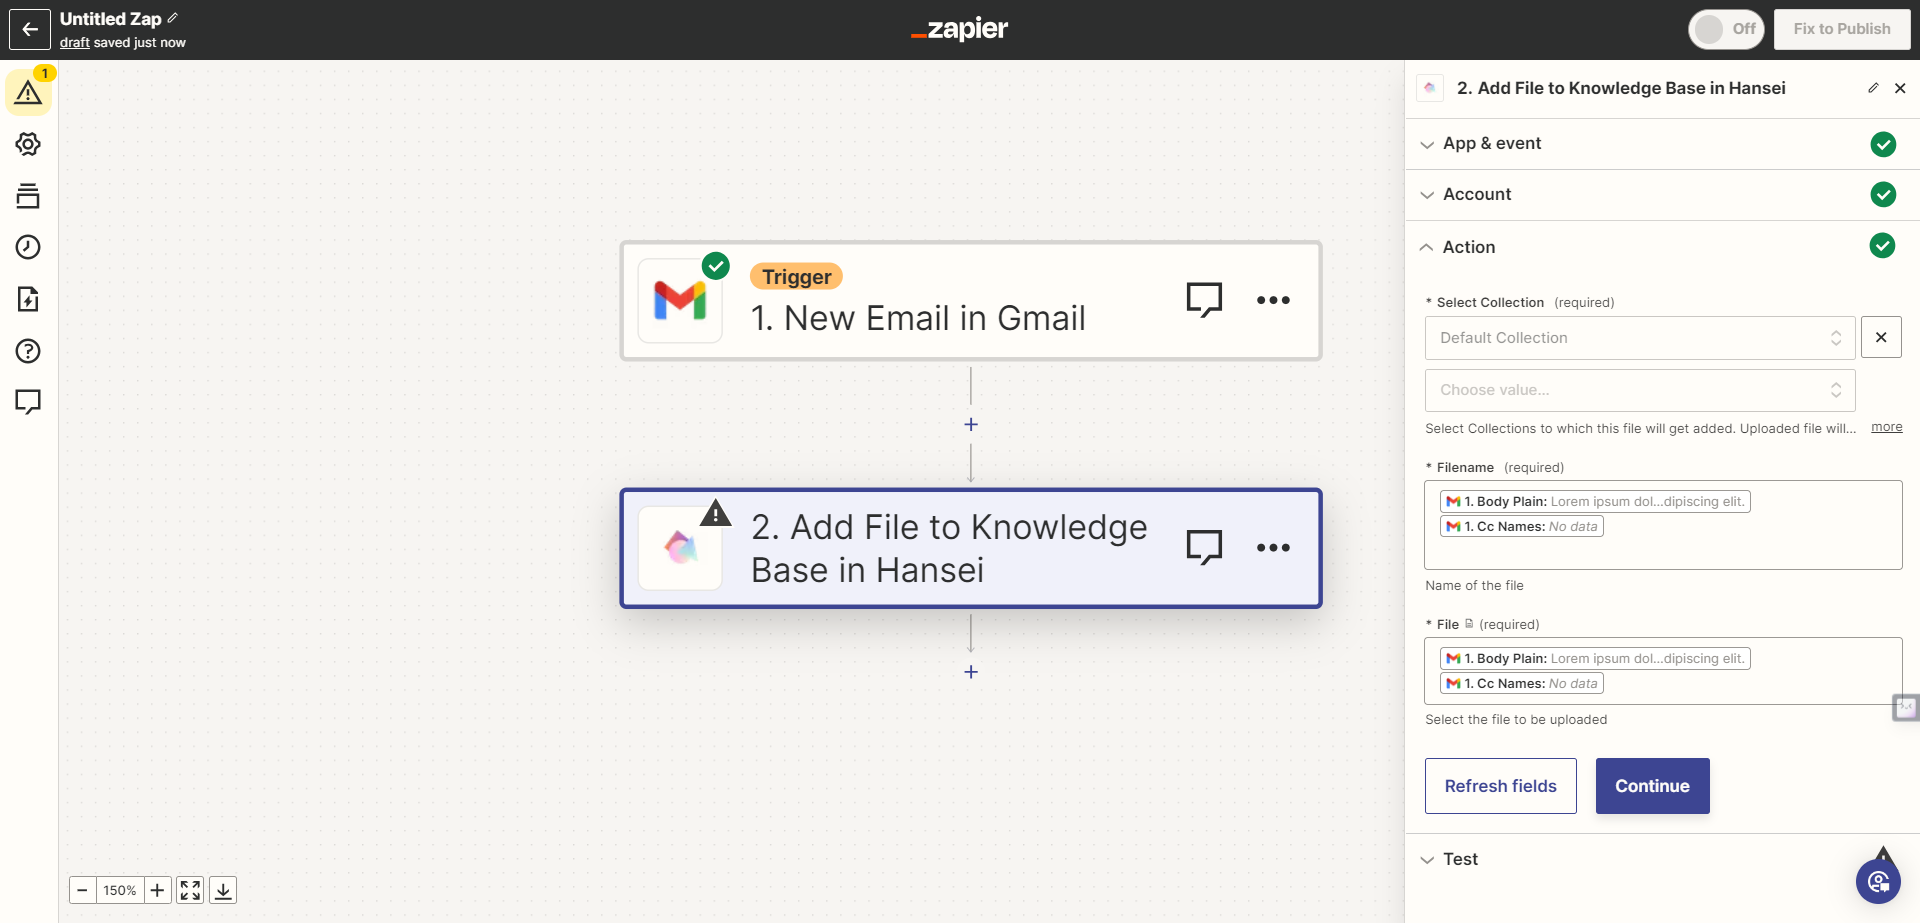 Untitled Zap
draft saved just now
_zapier
Off
Fix to Publish
1
Trigger
1. New Email in Gmail
+
2. Add File to Knowledge
Base in Hansei
+
150%
2. Add File to Knowledge Base in Hansei
App & event
Account
Action
* Select Collection (required)
Default Collection
Choose value...
Select Collections to which this file will get added. Uploaded file will... more
* Filename (required)
1. Body Plain: Lorem ipsum dol...dipiscing elit.
1. Cc Names: No data
Name of the file
* File (required)
1. Body Plain: Lorem ipsum dol...dipiscing elit.
1. Cc Names: No data
Select the file to be uploaded
Refresh fields
Continue
Test